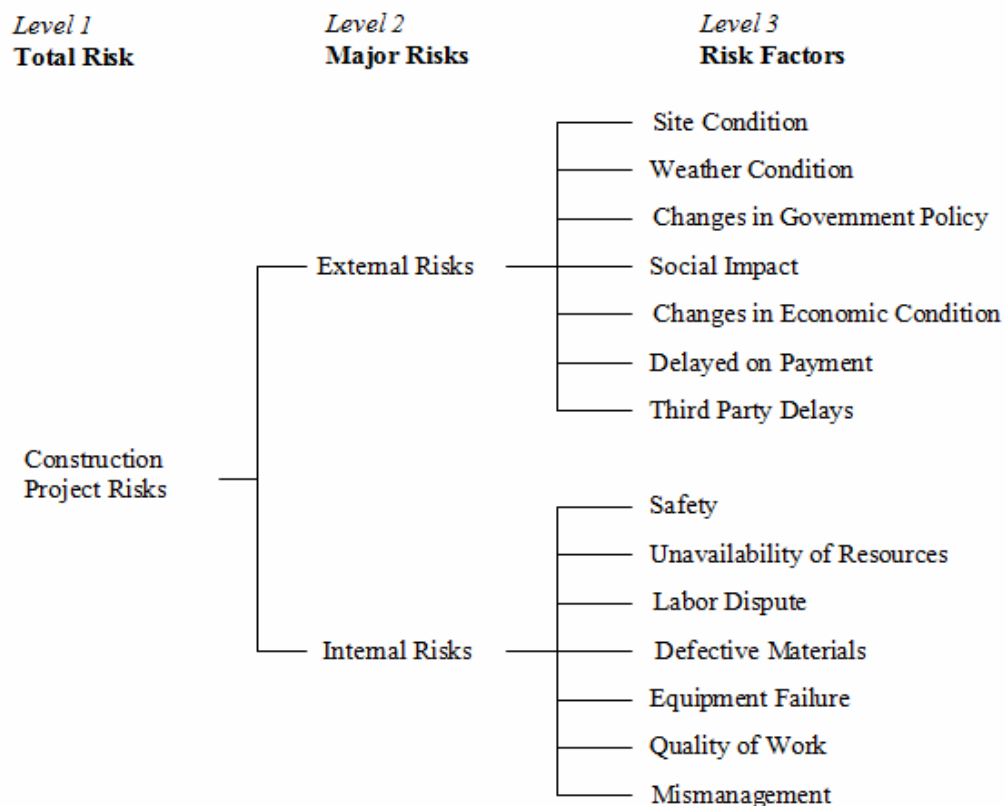 Level 1
Total Risk
Level 2
Major Risks
Level 3
Risk Factors
Construction
Project Risks
External Risks
Site Condition
Weather Condition
Changes in Government Policy
Social Impact
Changes in Economic Condition
Delayed on Payment
Third Party Delays
Internal Risks
Safety
Unavailability of Resources
Labor Dispute
Defective Materials
Equipment Failure
Quality of Work
Mismanagement